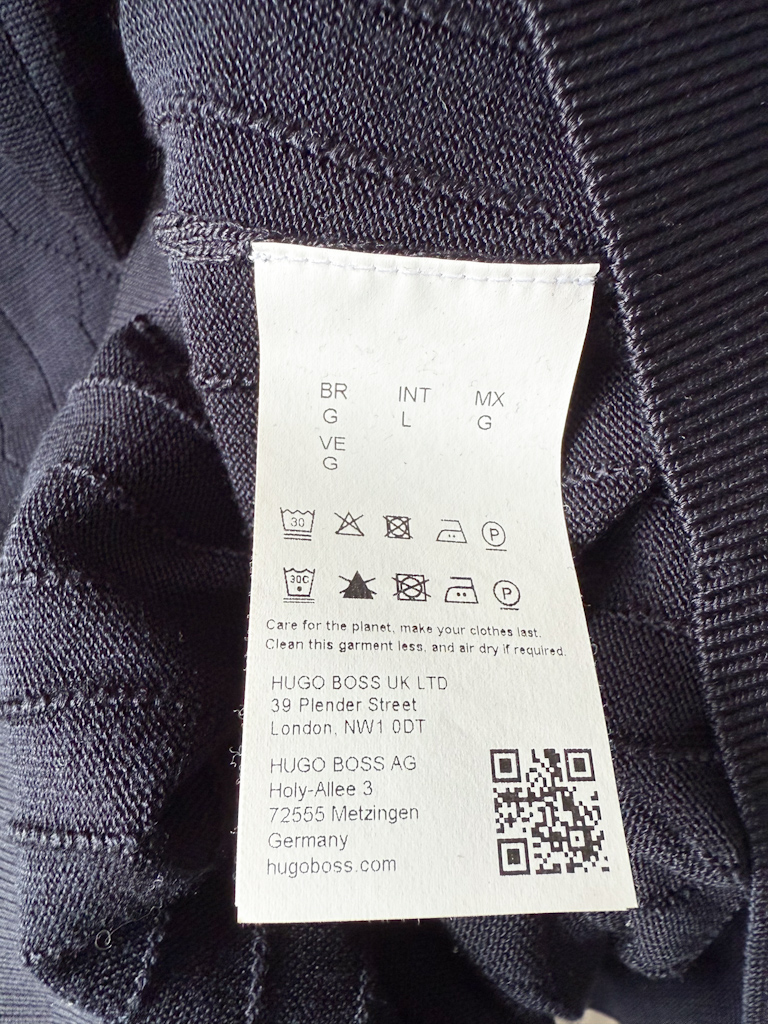 BR INT MX
G L G
VE
G
30 P
30C P
Care for the planet, make your clothes last.
Clean this garment less, and air dry if required.
HUGO BOSS UK LTD
39 Plender Street
London, NW1 0DT
HUGO BOSS AG
Holy-Allee 3
72555 Metzingen
Germany
hugoboss.com